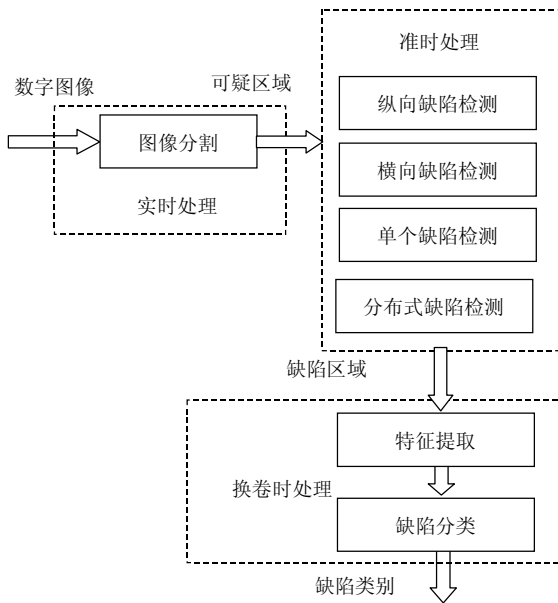 准时处理
数字图像
可疑区域
纵向缺陷检测
图像分割
横向缺陷检测
实时处理
单个缺陷检测
分布式缺陷检测
缺陷区域
特征提取
换卷时处理
缺陷分类
缺陷类别